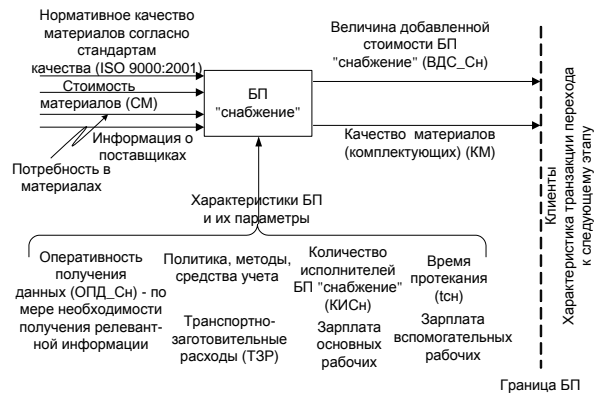 Нормативное качество
материалов согласно
стандартам
качества (ISO 9000:2001)
Стоимость
материалов (СМ)
Информация о
поставщиках
Потребность в
материалах
БП
"снабжение"
Величина добавленной
стоимости БП
"снабжение" (ВДС_Сн)
Качество материалов
(комплектующих) (КМ)
Клиенты
Характеристика транзакции перехода
к следующему этапу
Характеристики БП
и их параметры
Оперативность
получения
данных (ОПД_Сн) - по
мере необходимости
получения релевант-
ной информации
Политика, методы,
средства учета
Транспортно-
заготовительные
расходы (ТЗР)
Количество
исполнителей
БП "снабжение"
(КИСн)
Зарплата
основных
рабочих
Время
протекания
(tсн)
Зарплата
вспомогательных
рабочих
Граница БП